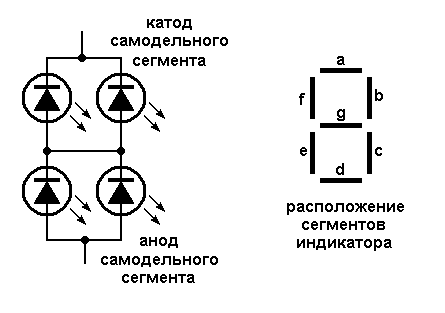 катод
самодельного
сегмента
анод
самодельного
сегмента
a
f
b
g
e
c
d
расположение
сегментов
индикатора